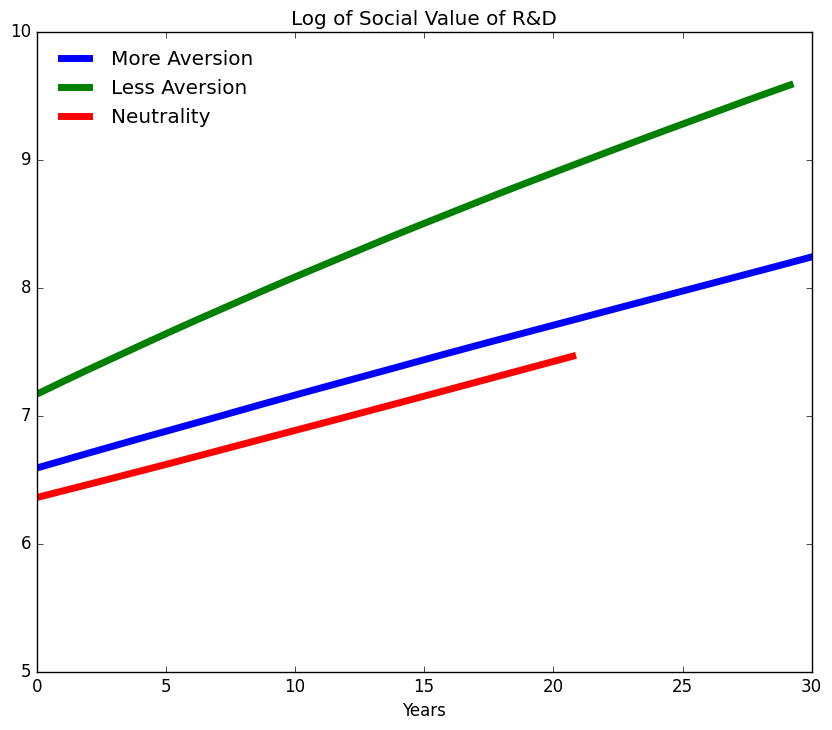 Log of Social Value of R&D
10
9
8
7
6
5
More Aversion
Less Aversion
Neutrality
0 5 10 15 20 25 30
Years